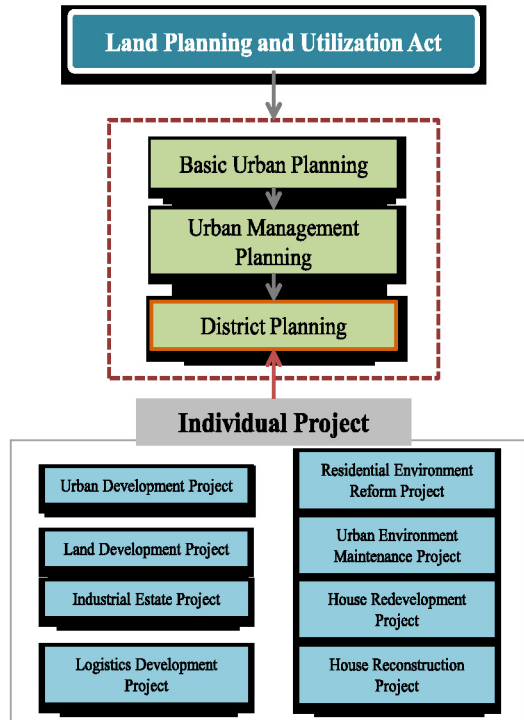 Land Planning and Utilization Act
Basic Urban Planning
Urban Management
Planning
District Planning
Individual Project
Urban Development Project
Land Development Project
Industrial Estate Project
Logistics Development
Project
Residential Environment
Reform Project
Urban Environment
Maintenance Project
House Redevelopment
Project
House Reconstruction
Project